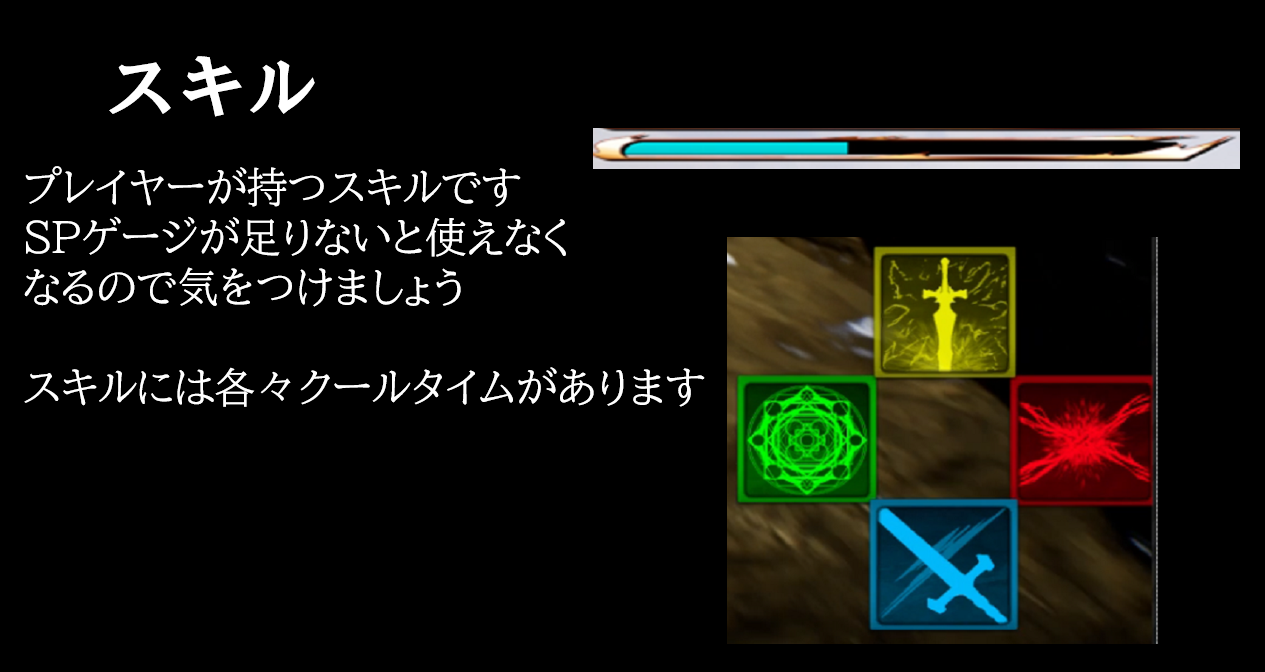 スキル
プレイヤーが持つスキルです
SPゲージが足りないと使えなく
なるので気をつけましょう
スキルには各々クールタイムがあります